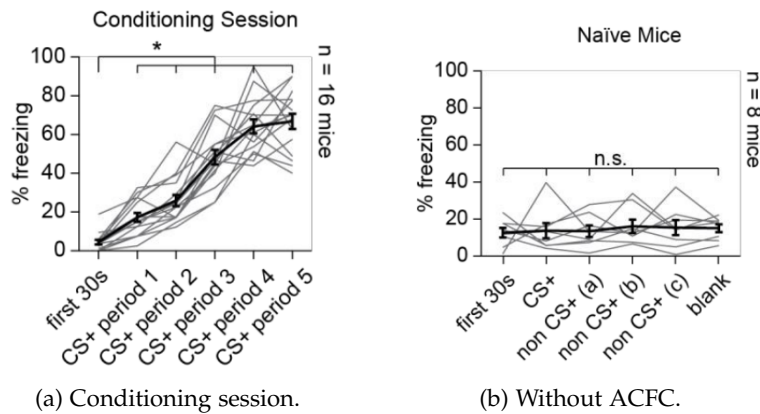 Conditioning Session
*
n = 16 mice
% freezing
100
80
60
40
20
0
first 30s
CS+ period 1
CS+ period 2
CS+ period 3
CS+ period 4
CS+ period 5
(a) Conditioning session.
Naïve Mice
n = 8 mice
% freezing
100
80
60
40
20
0
n.s.
first 30s
CS+
non CS+ (a)
non CS+ (b)
non CS+ (c)
blank
(b) Without ACFC.